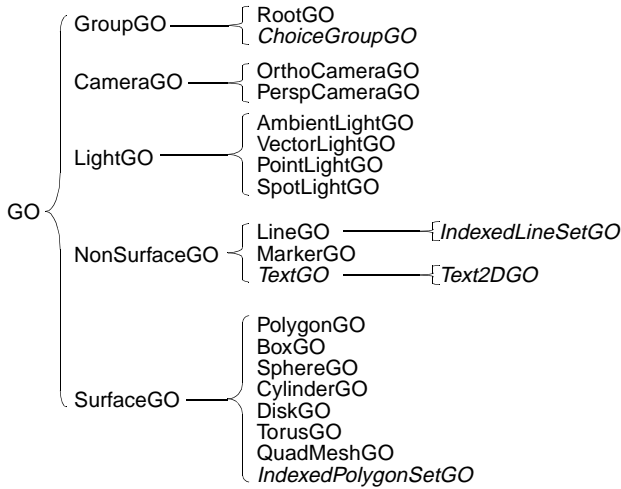 GroupGO
RootGO
ChoiceGroupGO
CameraGO
OrthoCameraGO
PerspCameraGO
LightGO
AmbientLightGO
VectorLightGO
PointLightGO
SpotLightGO
GO
NonSurfaceGO
LineGO
IndexedLineSetGO
MarkerGO
TextGO
Text2DGO
SurfaceGO
PolygonGO
BoxGO
SphereGO
CylinderGO
DiskGO
TorusGO
QuadMeshGO
IndexedPolygonSetGO